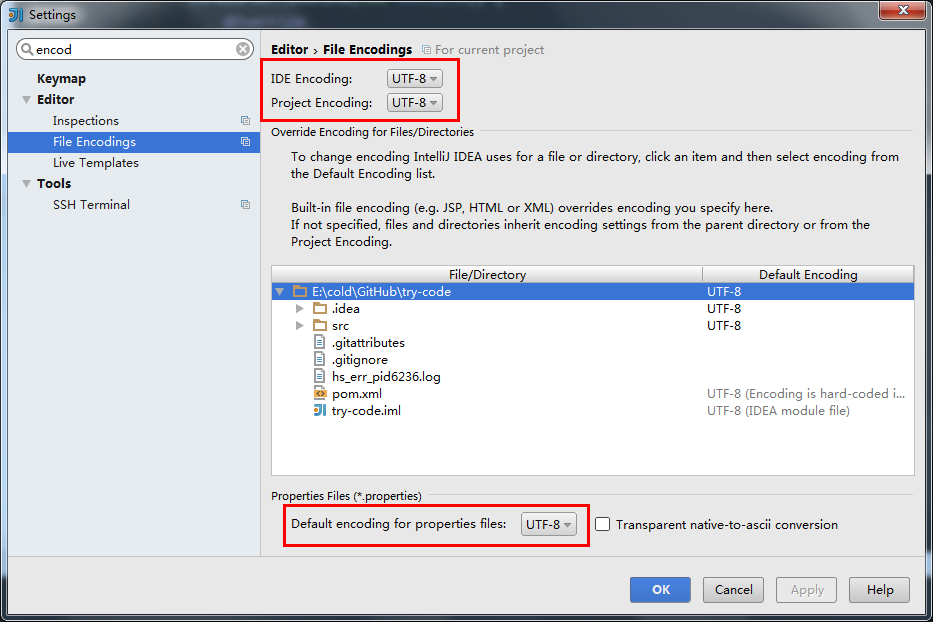 Settings
encod
Keymap
Editor
Inspections
File Encodings
Live Templates
Tools
SSH Terminal
Editor › File Encodings For current project
IDE Encoding: UTF-8
Project Encoding: UTF-8
Override Encoding for Files/Directories
To change encoding IntelliJ IDEA uses for a file or directory, click an item and then select encoding from
the Default Encoding list.
Built-in file encoding (e.g. JSP, HTML or XML) overrides encoding you specify here.
If not specified, files and directories inherit encoding settings from the parent directory or from the
Project Encoding.
File/Directory Default Encoding
E:\cold\GitHub\try-code UTF-8
.idea UTF-8
src UTF-8
.gitattributes
.gitignore
hs_err_pid6236.log
pom.xml UTF-8 (Encoding is hard-coded i...
try-code.iml UTF-8 (IDEA module file)
Properties Files (*.properties)
Default encoding for properties files: UTF-8 Transparent native-to-ascii conversion
OK Cancel Apply Help